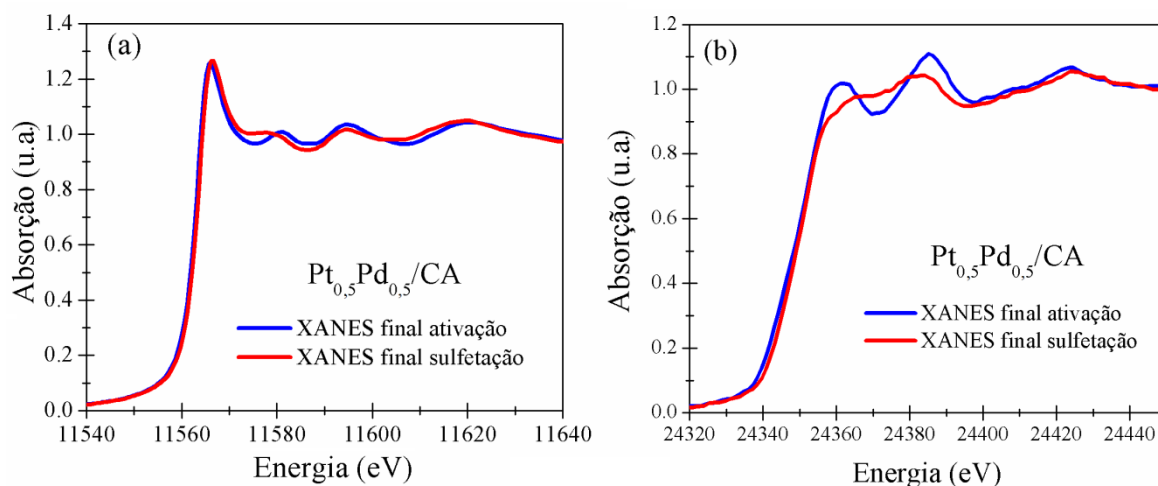 (a)
1.4
1.2
1.0
0.8
0.6
0.4
0.2
0.0
Absorção (u.a.)
Pt0,5Pd0,5/CA
XANES final ativação
XANES final sulfetação
11540 11560 11580 11600 11620 11640
Energia (eV)
(b)
1.2
1.0
0.8
0.6
0.4
0.2
0.0
Absorção (u.a.)
Pt0,5Pd0,5/CA
XANES final ativação
XANES final sulfetação
24320 24340 24360 24380 24400 24420 24440
Energia (eV)